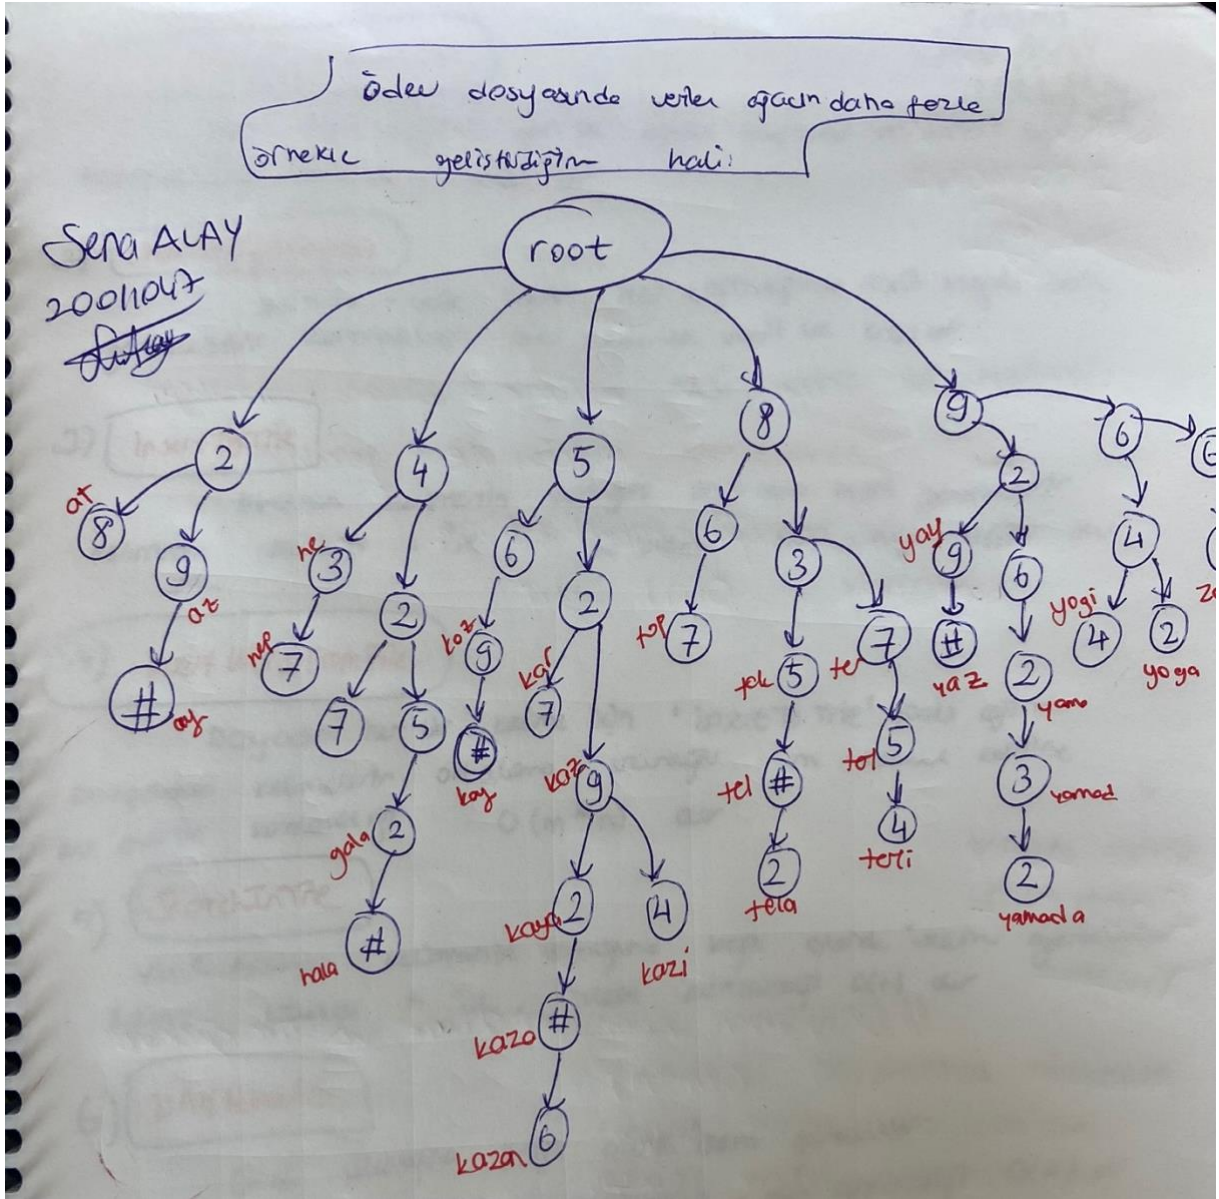 Ödev dosyasında verilen ağacın daha fazla
örnekle geliştirdiğim hali:
Sena ALAY
20011047
root
2 4 5 8 9 6
at 8 9 az
# ay
he 3 2
hep 7 7 5
gala 2
hala #
6 2
koz 9 kar 7
# koy
kaz 9
kaya 2 4 kazi
kaza #
kazan 6
6 3
top 7 tek 5 ter 7
tel # 5
tela 2 4 terli
2 4
yay 9 6 yogi 4 2 yoga
# yaz 2 yama
3 yamad
2 yamada